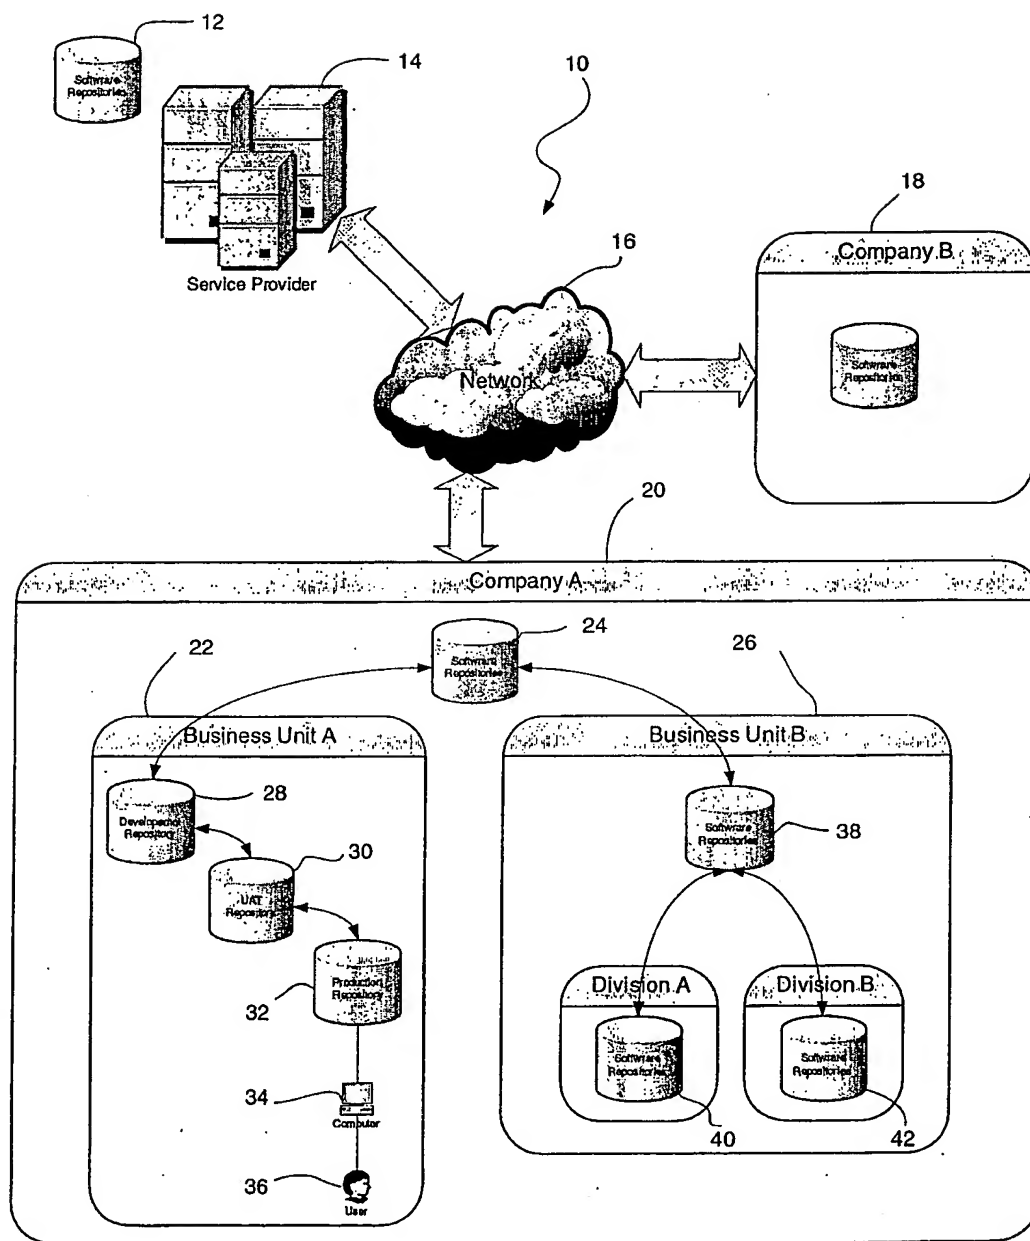 12
Software
Repositories
14
10
Service Provider
16
18
Company B
Network
Software
Repositories
20
Company A
22
24
26
Software
Repositories
Business Unit A
Business Unit B
28
Repository
30
UAT
Repository
Software
Repositories
38
Production
Repository
32
Division A
Division B
Software
Repositories
Software
Repositories
34
Computer
40
42
36
User